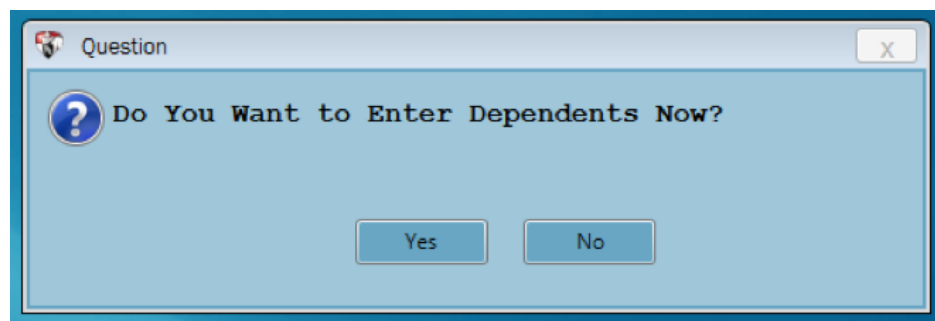 Question
X
Do You Want to Enter Dependents Now?
Yes No